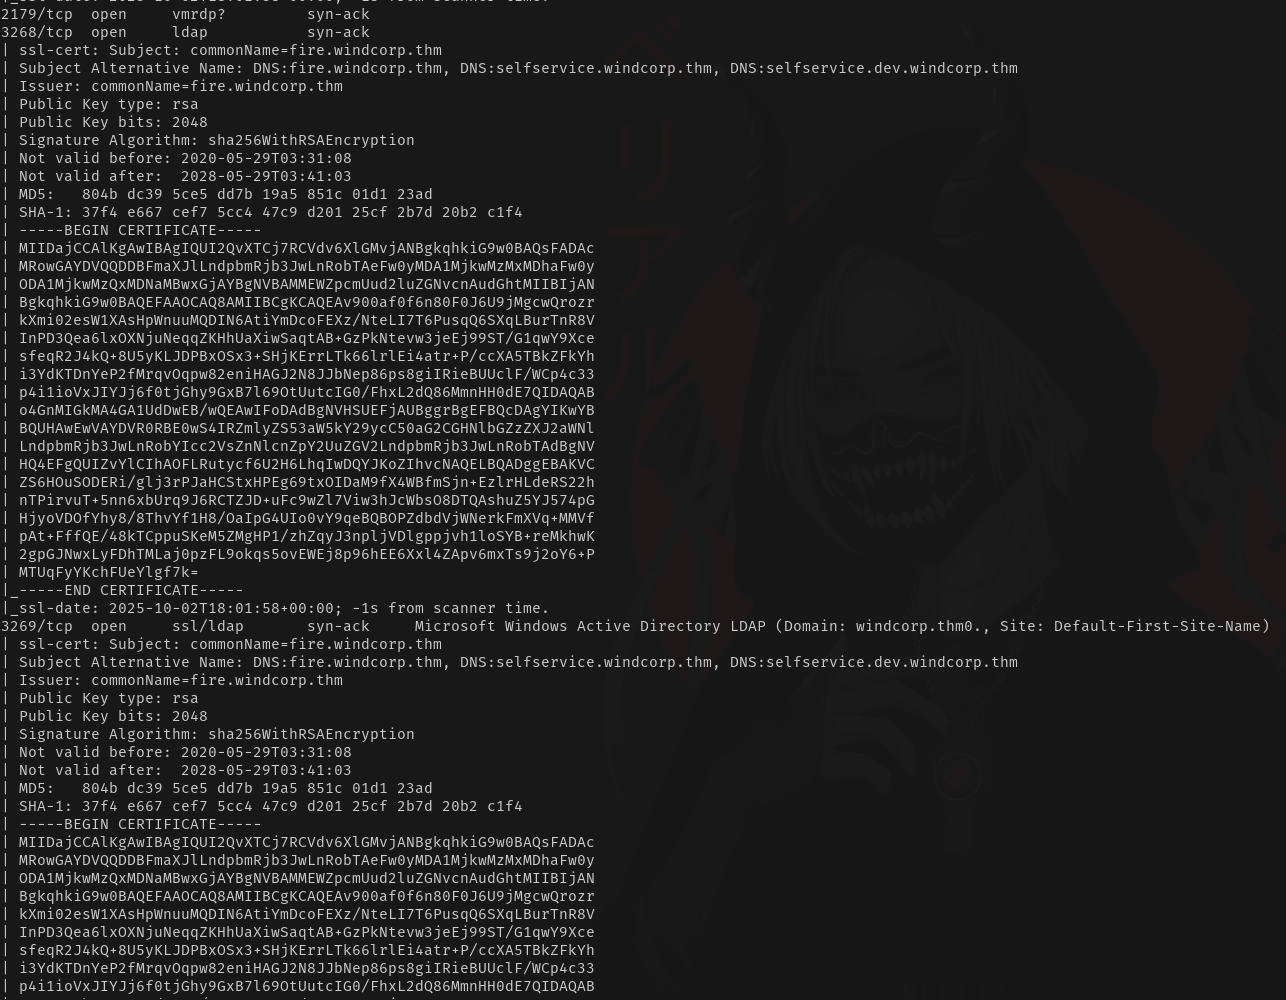 2179/tcp open vmrdp? syn-ack
3268/tcp open ldap syn-ack
| ssl-cert: Subject: commonName=fire.windcorp.thm
| Subject Alternative Name: DNS:fire.windcorp.thm, DNS:selfservice.windcorp.thm, DNS:selfservice.dev.windcorp.thm
| Issuer: commonName=fire.windcorp.thm
| Public Key type: rsa
| Public Key bits: 2048
| Signature Algorithm: sha256WithRSAEncryption
| Not valid before: 2020-05-29T03:31:08
| Not valid after:  2028-05-29T03:41:03
| MD5:   804b dc39 5ce5 dd7b 19a5 851c 01d1 23ad
| SHA-1: 37f4 e667 cef7 5cc4 47c9 d201 25cf 2b7d 20b2 c1f4
| -----BEGIN CERTIFICATE-----
| MIIDajCCAlKgAwIBAgIQUI2QvXTCj7RCVdv6XlGMvjANBgkqhkiG9w0BAQsFADAc
| MRowGAYDVQQDDBFmaXJlLndpbmRjb3JwLnRobTAeFw0yMDA1MjkwMzMxMDhaFw0y
| ODA1MjkwMzQxMDNaMBwxGjAYBgNVBAMMEWZpcmUud2luZGNvcnAudGhtMIIBIjAN
| BgkqhkiG9w0BAQEFAAOCAQ8AMIIBCgKCAQEAv900af0f6n80F0J6U9jMgcwQrozr
| kXmi02esW1XAsHpWnuuMQDIN6AtiYmDcoFEXz/NteLI7T6PusqQ6SXqLBurTnR8V
| InPD3Qea6lxOXNjuNeqqZKHhUaXiwSaqtAB+GzPkNtevw3jeEj99ST/G1qwY9Xce
| sfeqR2J4kQ+8U5yKLJDPBxOSx3+SHjKErrLTk66lrlEi4atr+P/ccXA5TBkZFkYh
| i3YdKTDnYeP2fMrqvOqpw82eniHAGJ2N8JJbNep86ps8giIRieBUUclF/WCp4c33
| p4i1ioVxJIYJj6f0tjGhy9GxB7l69OtUutcIG0/FhxL2dQ86MmnHH0dE7QIDAQAB
| o4GnMIGkMA4GA1UdDwEB/wQEAwIFoDAdBgNVHSUEFjAUBggrBgEFBQcDAgYIKwYB
| BQUHAwEwVAYDVR0RBE0wS4IRZmlyZS53aW5kY29ycC50aG2CGHNlbGZzZXJ2aWNl
| LndpbmRjb3JwLnRobYIcc2VsZnNlcnZpY2UuZGV2LndpbmRjb3JwLnRobTAdBgNV
| HQ4EFgQUIZvYlCIhAOFLRutycf6U2H6LhqIwDQYJKoZIhvcNAQELBQADggEBAKVC
| ZS6HOuSODERi/glj3rPJaHCStxHPEg69txOIDaM9fX4WBfmSjn+EzlrHLdeRS22h
| nTPirvuT+5nn6xbUrq9J6RCTZJD+uFc9wZl7Viw3hJcWbsO8DTQAshuZ5YJ574pG
| HjyoVDOfYhy8/8ThvYf1H8/OaIpG4UIo0vY9qeBQBOPZdbdVjWNerkFmXVq+MMVf
| pAt+FffQE/48kTCppuSKeM5ZMgHP1/zhZqyJ3npljVDlgppjvh1loSYB+reMkhwK
| 2gpGJNwxLyFDhTMLaj0pzFL9okqs5ovEWEj8p96hEE6Xxl4ZApv6mxTs9j2oY6+P
| MTUqFyYKchFUeYlgf7k=
|_-----END CERTIFICATE-----
|_ssl-date: 2025-10-02T18:01:58+00:00; -1s from scanner time.
3269/tcp open ssl/ldap syn-ack Microsoft Windows Active Directory LDAP (Domain: windcorp.thm0., Site: Default-First-Site-Name)
| ssl-cert: Subject: commonName=fire.windcorp.thm
| Subject Alternative Name: DNS:fire.windcorp.thm, DNS:selfservice.windcorp.thm, DNS:selfservice.dev.windcorp.thm
| Issuer: commonName=fire.windcorp.thm
| Public Key type: rsa
| Public Key bits: 2048
| Signature Algorithm: sha256WithRSAEncryption
| Not valid before: 2020-05-29T03:31:08
| Not valid after:  2028-05-29T03:41:03
| MD5:   804b dc39 5ce5 dd7b 19a5 851c 01d1 23ad
| SHA-1: 37f4 e667 cef7 5cc4 47c9 d201 25cf 2b7d 20b2 c1f4
| -----BEGIN CERTIFICATE-----
| MIIDajCCAlKgAwIBAgIQUI2QvXTCj7RCVdv6XlGMvjANBgkqhkiG9w0BAQsFADAc
| MRowGAYDVQQDDBFmaXJlLndpbmRjb3JwLnRobTAeFw0yMDA1MjkwMzMxMDhaFw0y
| ODA1MjkwMzQxMDNaMBwxGjAYBgNVBAMMEWZpcmUud2luZGNvcnAudGhtMIIBIjAN
| BgkqhkiG9w0BAQEFAAOCAQ8AMIIBCgKCAQEAv900af0f6n80F0J6U9jMgcwQrozr
| kXmi02esW1XAsHpWnuuMQDIN6AtiYmDcoFEXz/NteLI7T6PusqQ6SXqLBurTnR8V
| InPD3Qea6lxOXNjuNeqqZKHhUaXiwSaqtAB+GzPkNtevw3jeEj99ST/G1qwY9Xce
| sfeqR2J4kQ+8U5yKLJDPBxOSx3+SHjKErrLTk66lrlEi4atr+P/ccXA5TBkZFkYh
| i3YdKTDnYeP2fMrqvOqpw82eniHAGJ2N8JJbNep86ps8giIRieBUUclF/WCp4c33
| p4i1ioVxJIYJj6f0tjGhy9GxB7l69OtUutcIG0/FhxL2dQ86MmnHH0dE7QIDAQAB